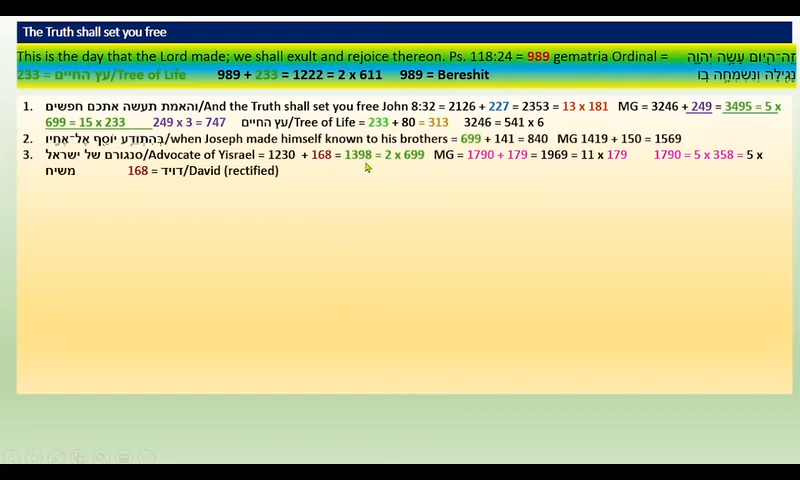 The Truth shall set you free
This is the day that the Lord made; we shall exult and rejoice thereon. Ps. 118:24 = 989 gematria Ordinal = זֶה־הַיּוֹם עָשָׂה יְהוָה
233 = עץ החיים/Tree of Life 989 + 233 = 1222 = 2 x 611 989 = Bereshit נָגִילָה וְנִשְׂמְחָה בוֹ
1. והאמת תעשה אתכם חפשים/And the Truth shall set you free John 8:32 = 2126 + 227 = 2353 = 13 x 181 MG = 3246 + 249 = 3495 = 5 x
699 = 15 x 233 249 x 3 = 747 עץ החיים/Tree of Life = 233 + 80 = 313 3246 = 541 x 6
2. בְּהִתְוַדַּע יוֹסֵף אֶל־אֶחָיו/when Joseph made himself known to his brothers = 699 + 141 = 840 MG 1419 + 150 = 1569
3. סנגורם של ישראל/Advocate of Yisrael = 1230 + 168 = 1398 = 2 x 699 MG = 1790 + 179 = 1969 = 11 x 179 1790 = 5 x 358 = 5 x
משיח 168 = דויד/David (rectified)